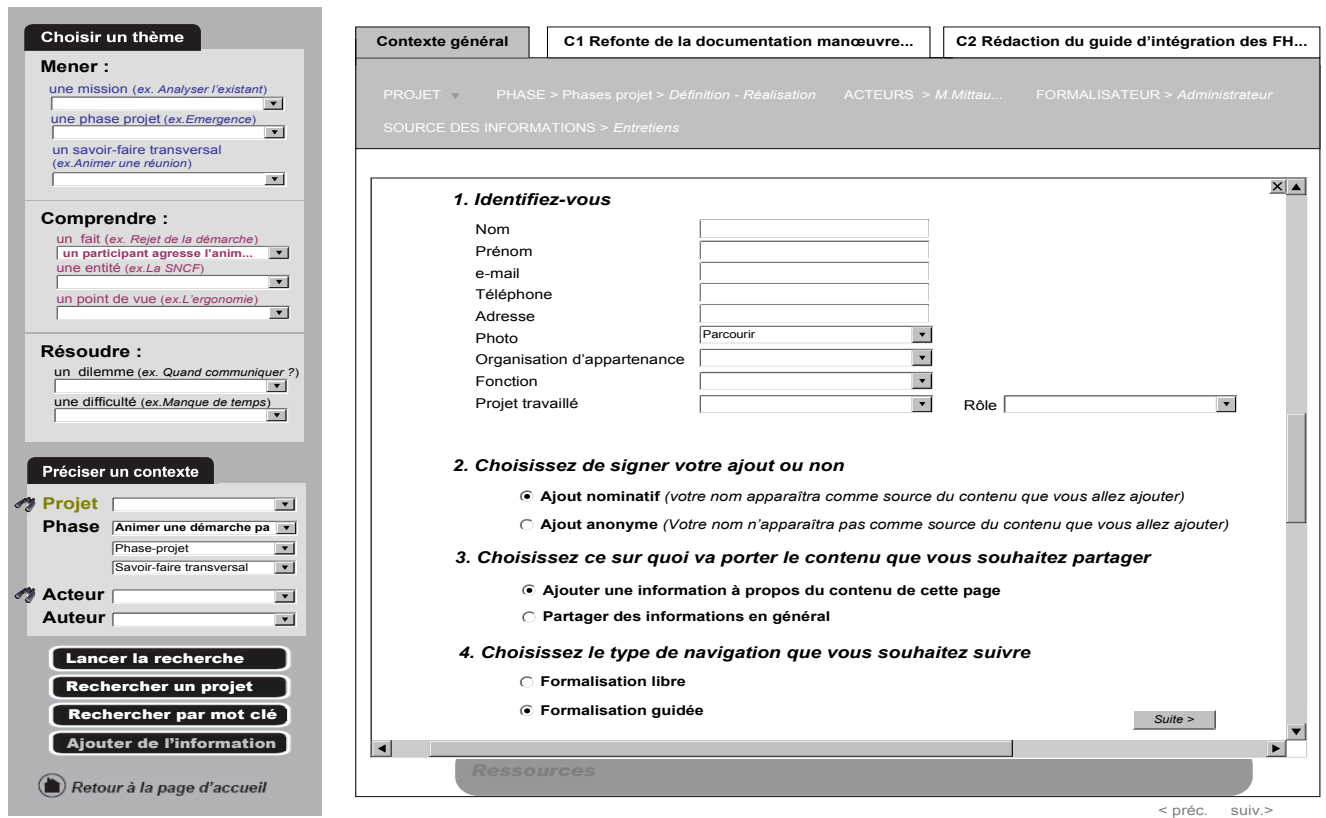 Choisir un thème
Mener :
une mission (ex. Analyser l'existant)
une phase projet (ex.Emergence)
un savoir-faire transversal
(ex.Animer une réunion)
Comprendre :
un fait (ex. Rejet de la démarche)
un participant agresse l'anim...
une entité (ex.La SNCF)
un point de vue (ex.L'ergonomie)
Résoudre :
un dilemme (ex. Quand communiquer ?)
une difficulté (ex.Manque de temps)
Préciser un contexte
Projet
Phase Animer une démarche pa
Phase-projet
Savoir-faire transversal
Acteur
Auteur
Lancer la recherche
Rechercher un projet
Rechercher par mot clé
Ajouter de l'information
Retour à la page d'accueil
Contexte général C1 Refonte de la documentation manœuvre... C2 Rédaction du guide d'intégration des FH...
PROJET PHASE > Phases projet > Définition - Réalisation ACTEURS > M.Mittau... FORMALISATEUR > Administrateur
SOURCE DES INFORMATIONS > Entretiens
1. Identifiez-vous
Nom
Prénom
e-mail
Téléphone
Adresse
Photo Parcourir
Organisation d'appartenance
Fonction
Projet travaillé Rôle
2. Choisissez de signer votre ajout ou non
Ajout nominatif (votre nom apparaîtra comme source du contenu que vous allez ajouter)
Ajout anonyme (Votre nom n'apparaîtra pas comme source du contenu que vous allez ajouter)
3. Choisissez ce sur quoi va porter le contenu que vous souhaitez partager
Ajouter une information à propos du contenu de cette page
Partager des informations en général
4. Choisissez le type de navigation que vous souhaitez suivre
Formalisation libre
Formalisation guidée
Suite >
Ressources
< préc. suiv.>